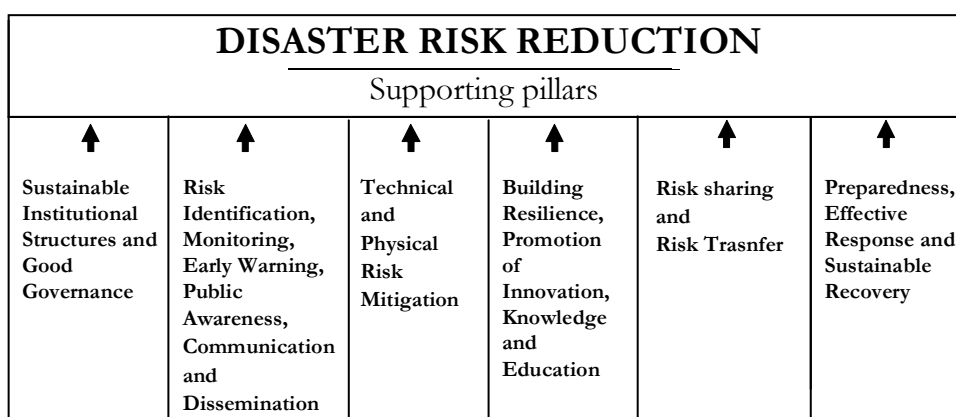 DISASTER RISK REDUCTION
Supporting pillars
Sustainable
Institutional
Structures and
Good
Governance
Risk
Identification,
Monitoring,
Early Warning,
Public
Awareness,
Communication
and
Dissemination
Technical
and
Physical
Risk
Mitigation
Building
Resilience,
Promotion
of
Innovation,
Knowledge
and
Education
Risk sharing
and
Risk Trasnfer
Preparedness,
Effective
Response and
Sustainable
Recovery